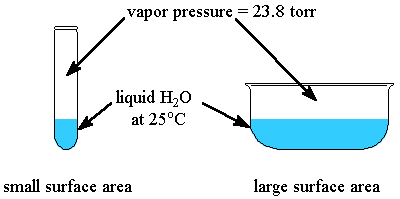 vapor pressure = 23.8 torr
liquid H₂O
at 25°C
small surface area
large surface area